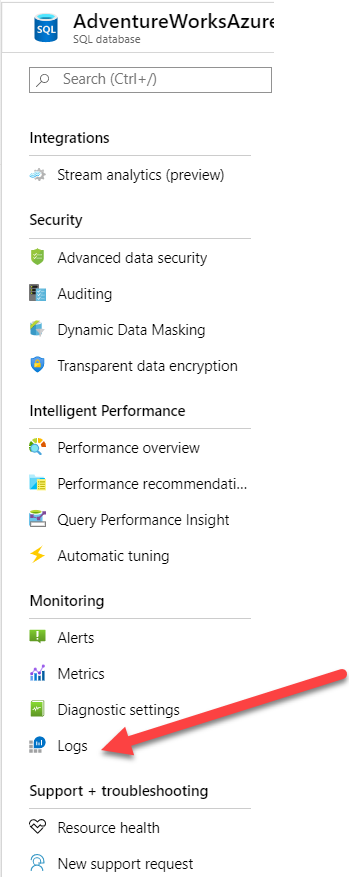 AdventureWorksAzure
SQL database
SQL
Search (Ctrl+/)
Integrations
Stream analytics (preview)
Security
Advanced data security
Auditing
Dynamic Data Masking
Transparent data encryption
Intelligent Performance
Performance overview
Performance recommendati...
Query Performance Insight
Automatic tuning
Monitoring
Alerts
Metrics
Diagnostic settings
Logs
Support + troubleshooting
Resource health
New support request